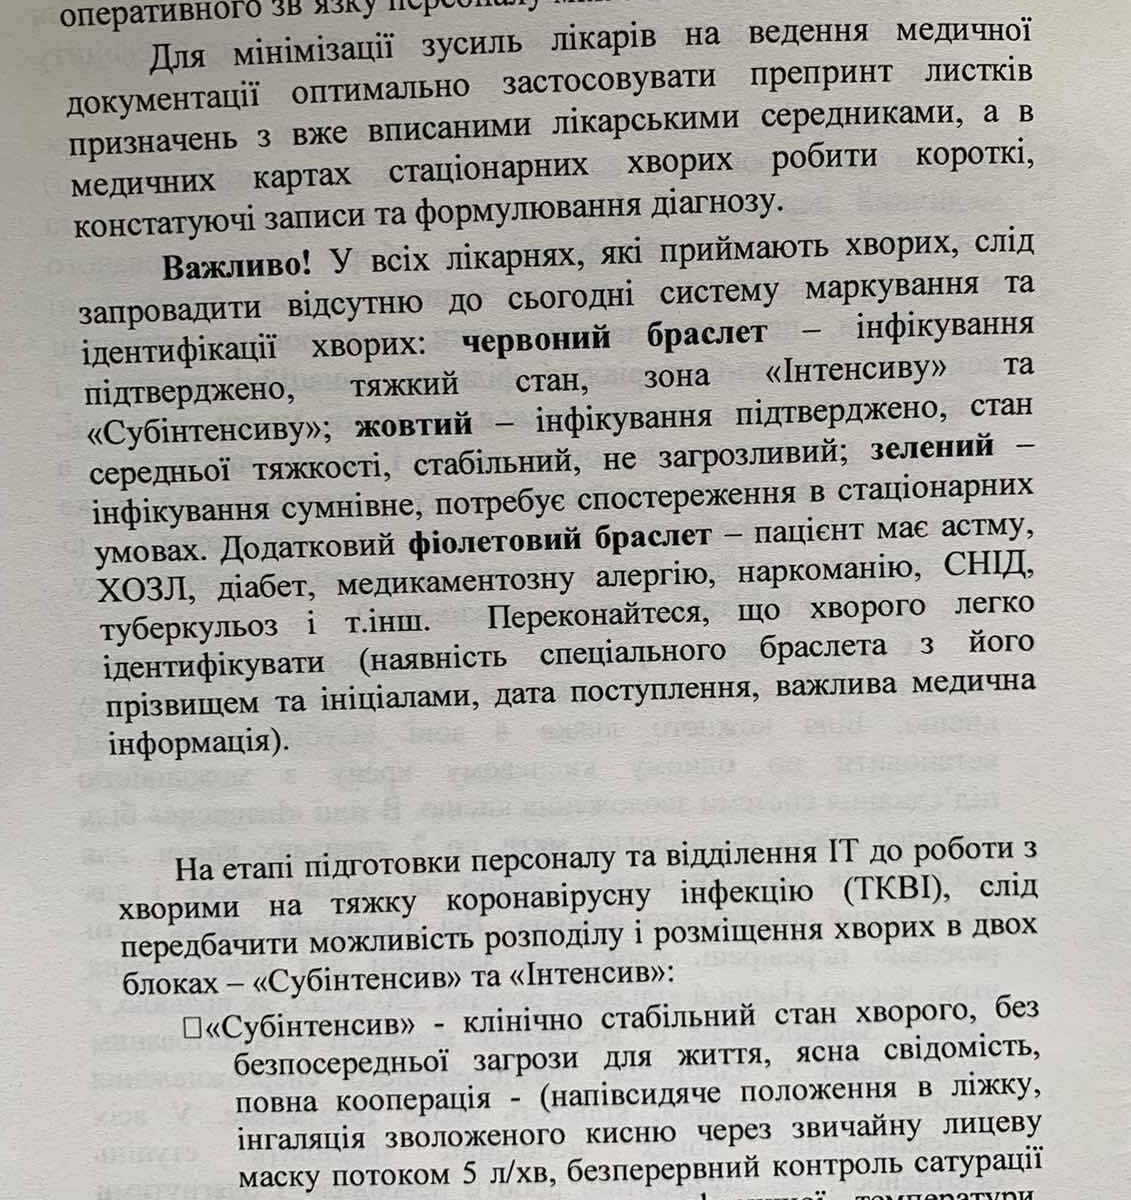 оперативного зв'язку персоналу
Для мінімізації зусиль лікарів на ведення медичної
документації оптимально застосовувати препринт листків
призначень з вже вписаними лікарськими середниками, а в
медичних картах стаціонарних хворих робити короткі,
констатуючі записи та формулювання діагнозу.
Важливо! У всіх лікарнях, які приймають хворих, слід
запровадити відсутню до сьогодні систему маркування та
ідентифікації хворих: червоний браслет – інфікування
підтверджено, тяжкий стан, зона «Інтенсиву» та
«Субінтенсиву»; жовтий – інфікування підтверджено, стан
середньої тяжкості, стабільний, не загрозливий; зелений –
інфікування сумнівне, потребує спостереження в стаціонарних
умовах. Додатковий фіолетовий браслет – пацієнт має астму,
ХОЗЛ, діабет, медикаментозну алергію, наркоманію, СНІД,
туберкульоз і т.інш. Переконайтеся, що хворого легко
ідентифікувати (наявність спеціального браслета з його
прізвищем та ініціалами, дата поступлення, важлива медична
інформація).
На етапі підготовки персоналу та відділення ІТ до роботи з
хворими на тяжку коронавірусну інфекцію (ТКВІ), слід
передбачити можливість розподілу і розміщення хворих в двох
блоках – «Субінтенсив» та «Інтенсив»:
□«Субінтенсив» - клінічно стабільний стан хворого, без
безпосередньої загрози для життя, ясна свідомість,
повна кооперація - (напівсидяче положення в ліжку,
інгаляція зволоженого кисню через звичайну лицеву
маску потоком 5 л/хв, безперервний контроль сатурації
температури,